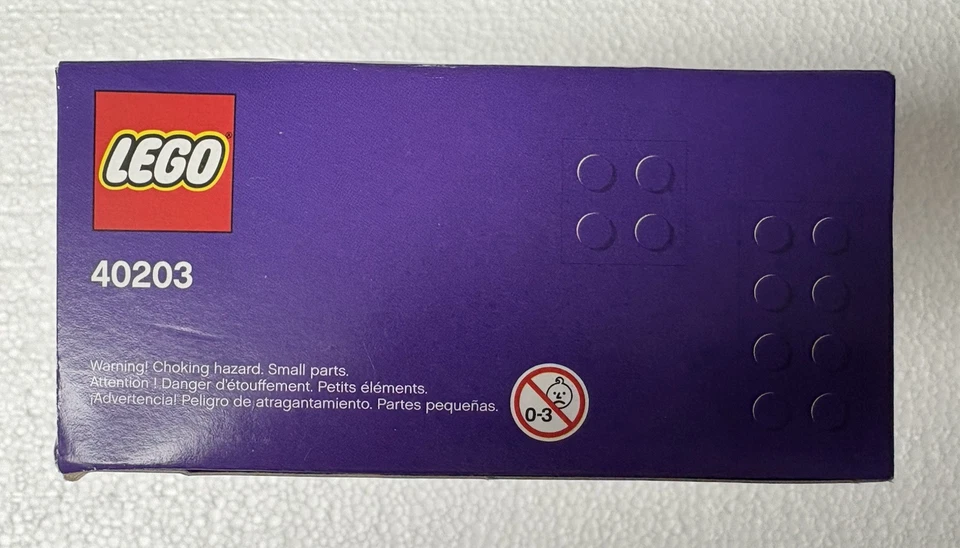 LEGO®
40203
Warning! Choking hazard. Small parts.
Attention ! Danger d'étouffement. Petits éléments.
¡Advertencia! Peligro de atragantamiento. Partes pequeñas.
0-3